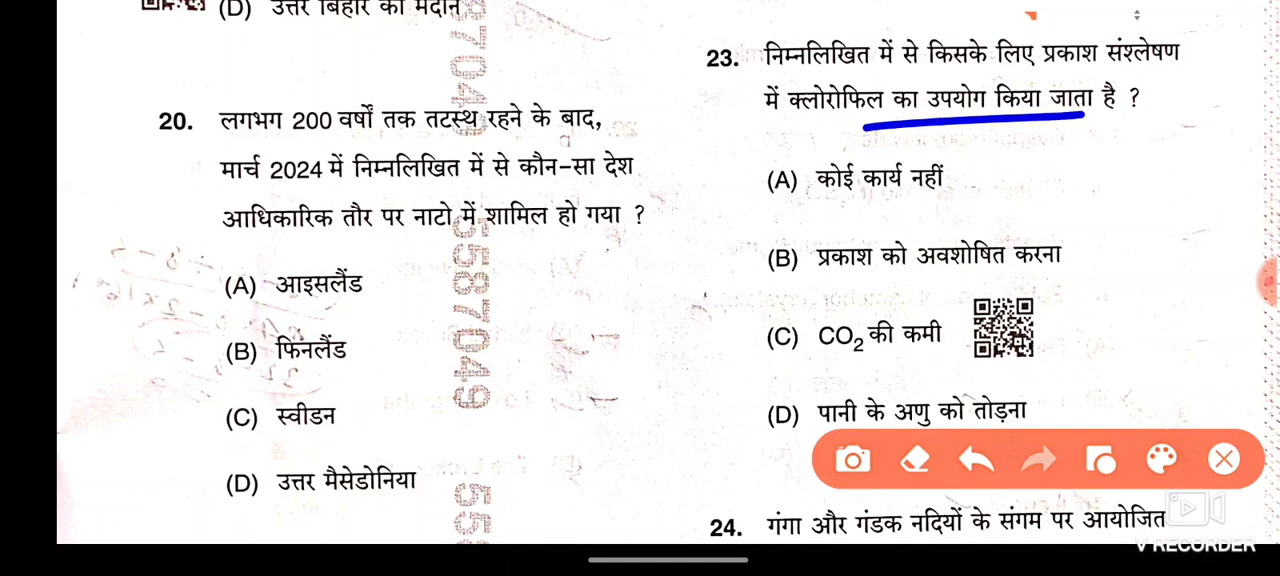 (D) उत्तर बिहार का मैदान
20. लगभग 200 वर्षों तक तटस्थ रहने के बाद,
मार्च 2024 में निम्नलिखित में से कौन-सा देश
आधिकारिक तौर पर नाटो में शामिल हो गया ?
(A) आइसलैंड
(B) फिनलैंड
(C) स्वीडन
(D) उत्तर मैसेडोनिया
5587049
23. निम्नलिखित में से किसके लिए प्रकाश संश्लेषण
में क्लोरोफिल का उपयोग किया जाता है ?
(A) कोई कार्य नहीं
(B) प्रकाश को अवशोषित करना
(C) CO₂ की कमी
(D) पानी के अणु को तोड़ना
24. गंगा और गंडक नदियों के संगम पर आयोजित
V RECORDER